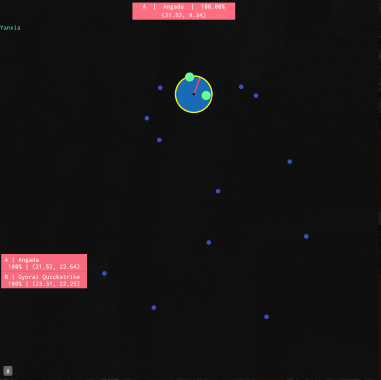 A | Angada | 100.00%
(21.52, 9.34)
Yanxia
A | Angada
100% | (21.52, 22.64)
B | Gyorai Quickstrike
100% | (23.31, 22.25)